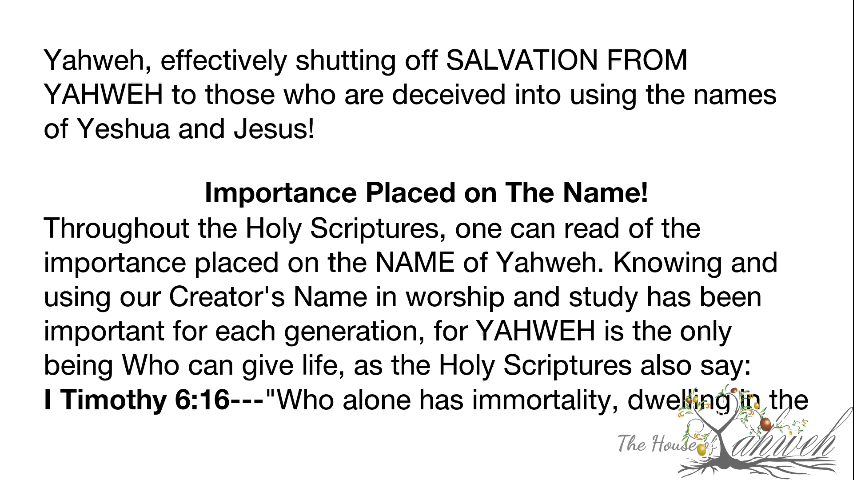 Yahweh, effectively shutting off SALVATION FROM
YAHWEH to those who are deceived into using the names
of Yeshua and Jesus!
Importance Placed on The Name!
Throughout the Holy Scriptures, one can read of the
importance placed on the NAME of Yahweh. Knowing and
using our Creator's Name in worship and study has been
important for each generation, for YAHWEH is the only
being Who can give life, as the Holy Scriptures also say:
I Timothy 6:16---"Who alone has immortality, dwelling in the
The House of Yahweh